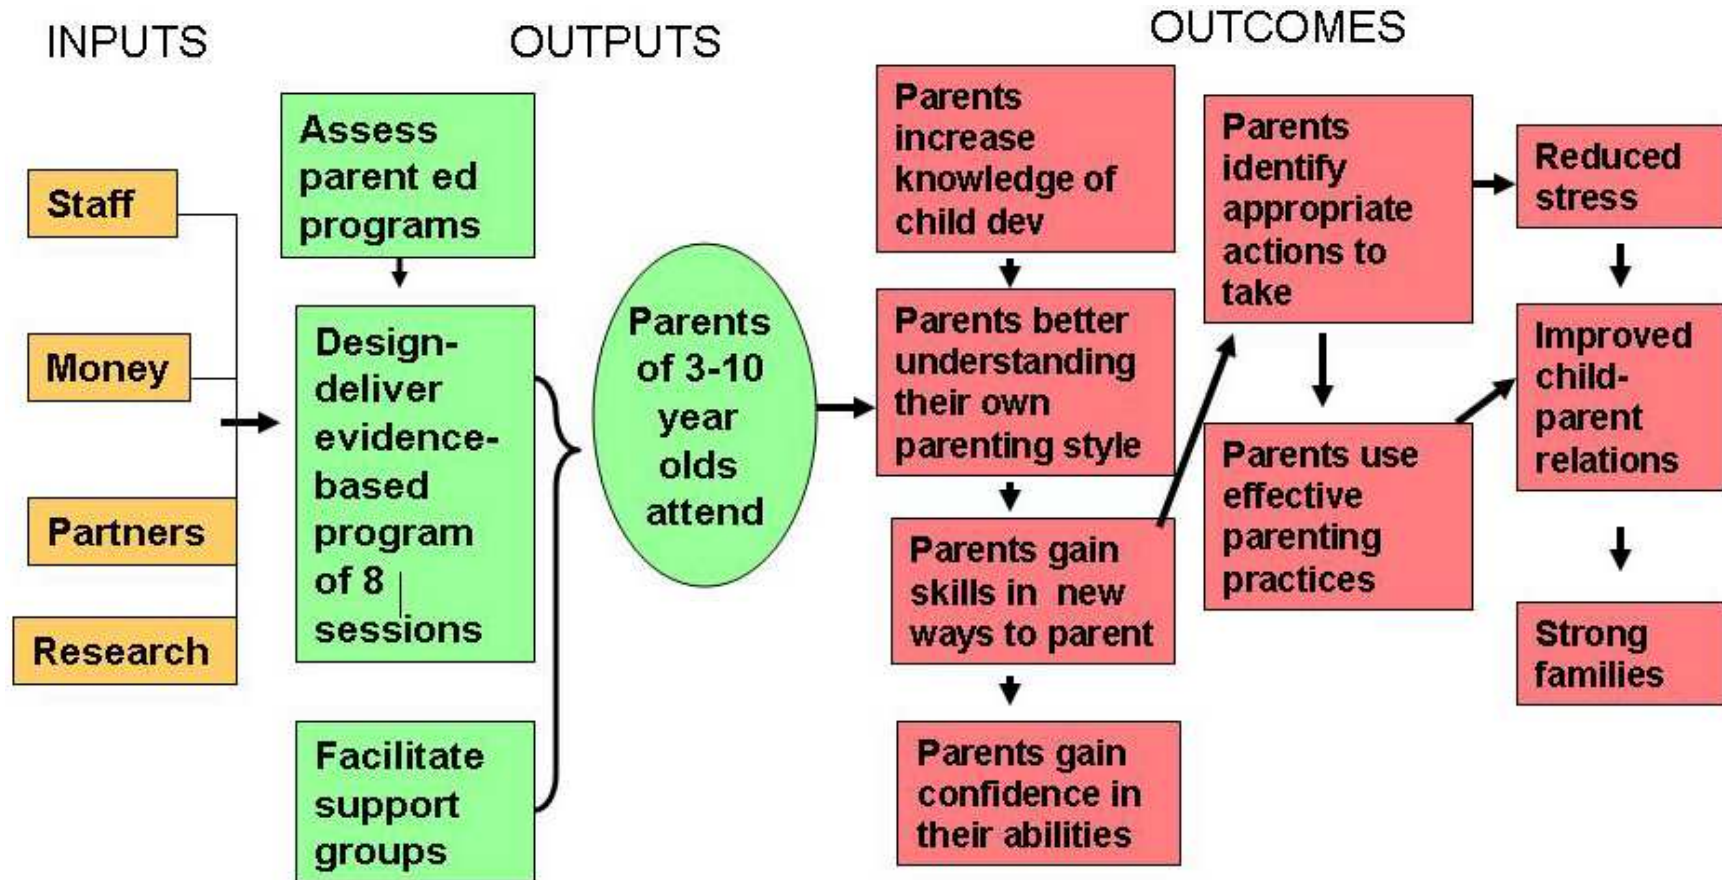 INPUTS
OUTPUTS
OUTCOMES
Staff
Money
Partners
Research
Assess
parent ed
programs
Design-
deliver
evidence-
based
program
of 8
sessions
Facilitate
support
groups
Parents
of 3-10
year
olds
attend
Parents
increase
knowledge of
child dev
Parents better
understanding
their own
parenting style
Parents gain
skills in new
ways to parent
Parents gain
confidence in
their abilities
Parents
identify
appropriate
actions to
take
Parents use
effective
parenting
practices
Reduced
stress
Improved
child-
parent
relations
Strong
families